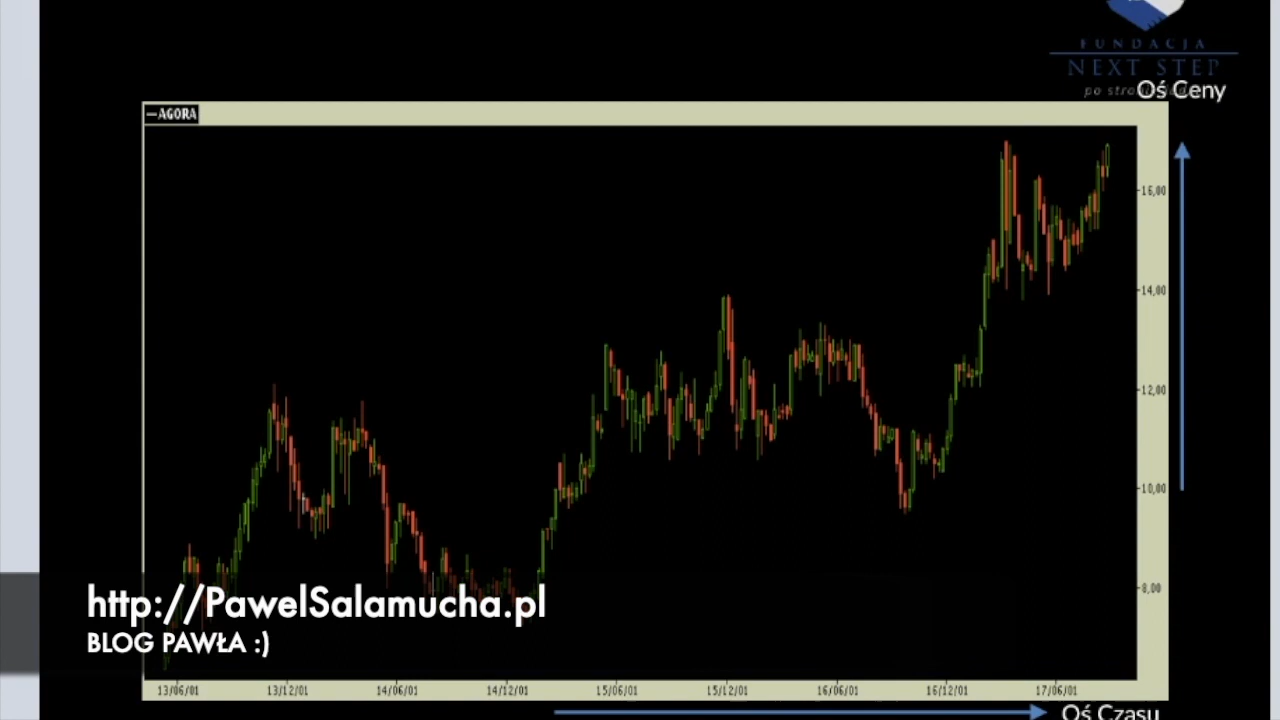 FUNDACJA
NEXT STEP
Oś Ceny
—AGORA
16,00
14,00
12,00
10,00
8,00
http://PawelSalamucha.pl
BLOG PAWŁA :)
13/06/01 13/12/01 14/06/01 14/12/01 15/06/01 15/12/01 16/06/01 16/12/01 17/06/01
Oś Czasu